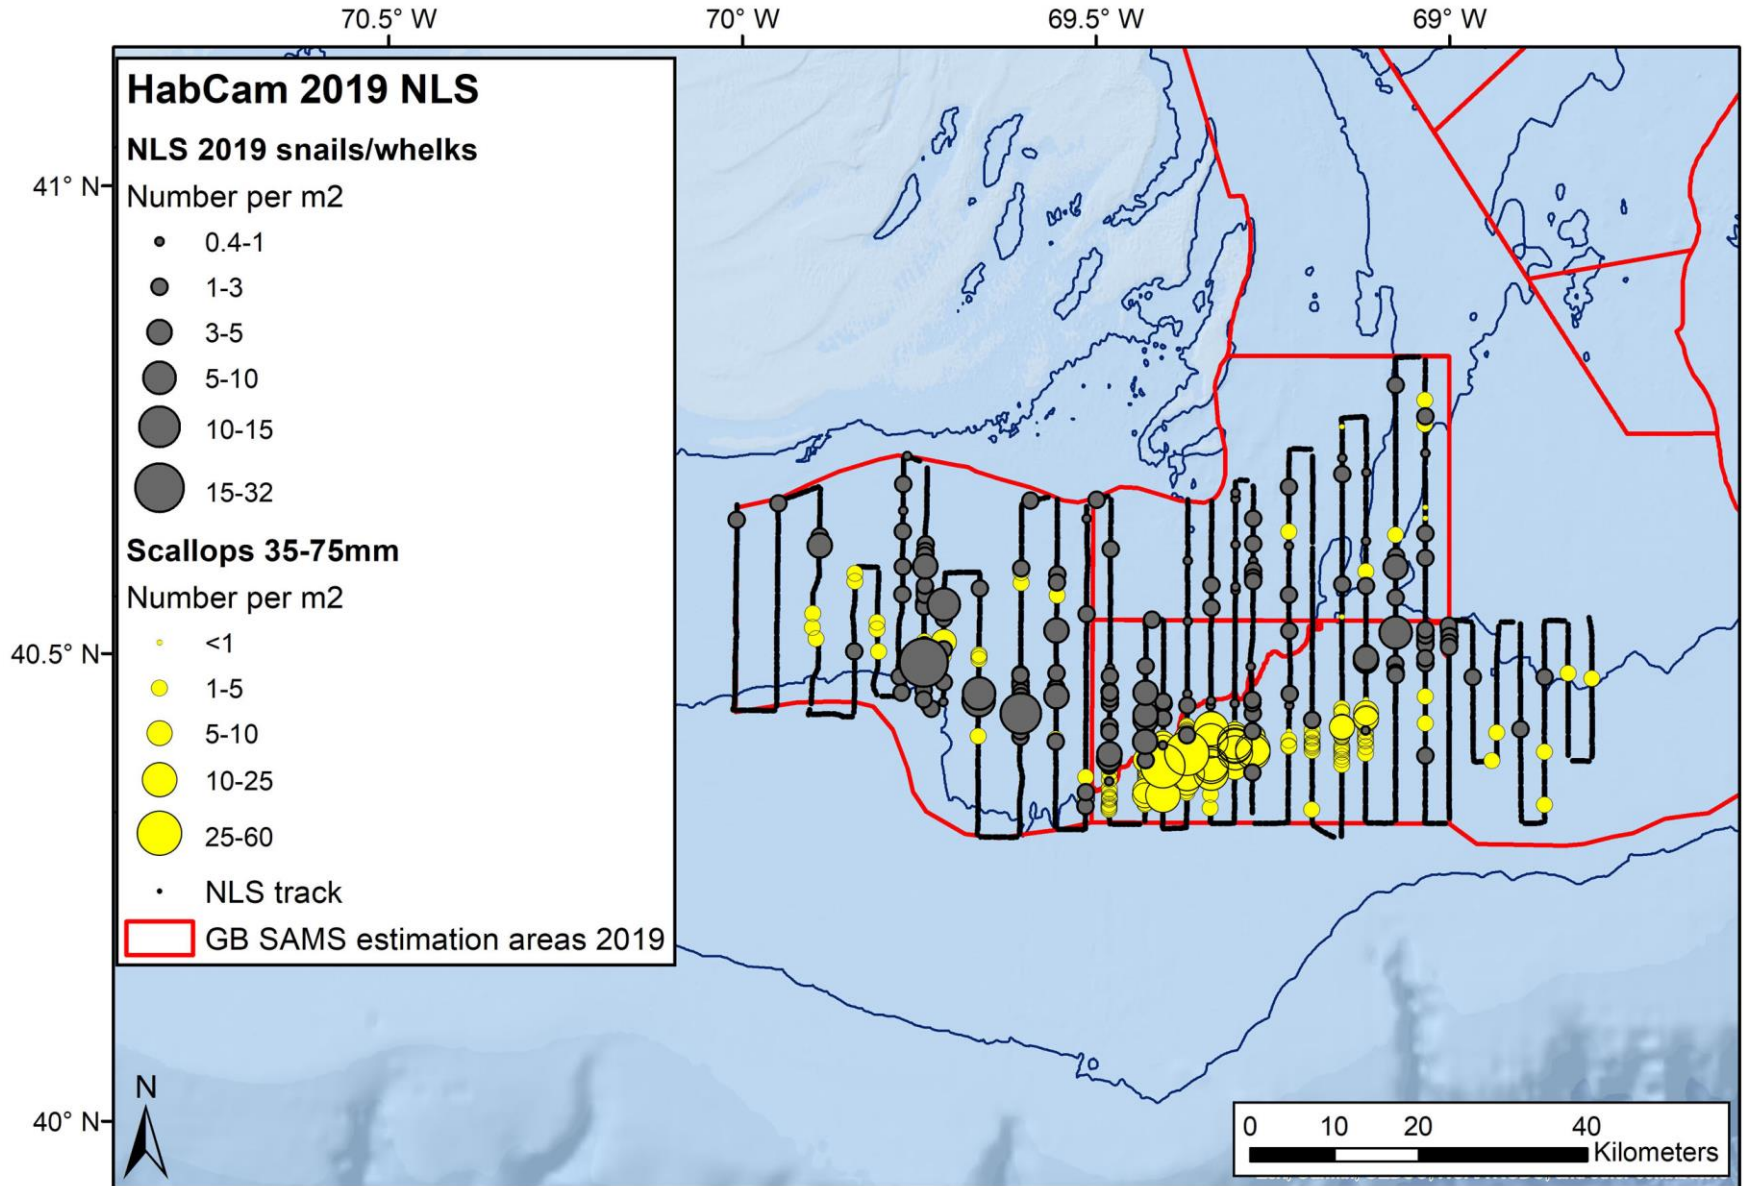 70.5° W
70° W
69.5° W
69° W
HabCam 2019 NLS
NLS 2019 snails/whelks
Number per m2
41° N
0.4-1
1-3
3-5
5-10
10-15
15-32
Scallops 35-75mm
Number per m2
<1
40.5° N
1-5
5-10
10-25
25-60
NLS track
GB SAMS estimation areas 2019
N
40° N
0 10 20 40
Kilometers